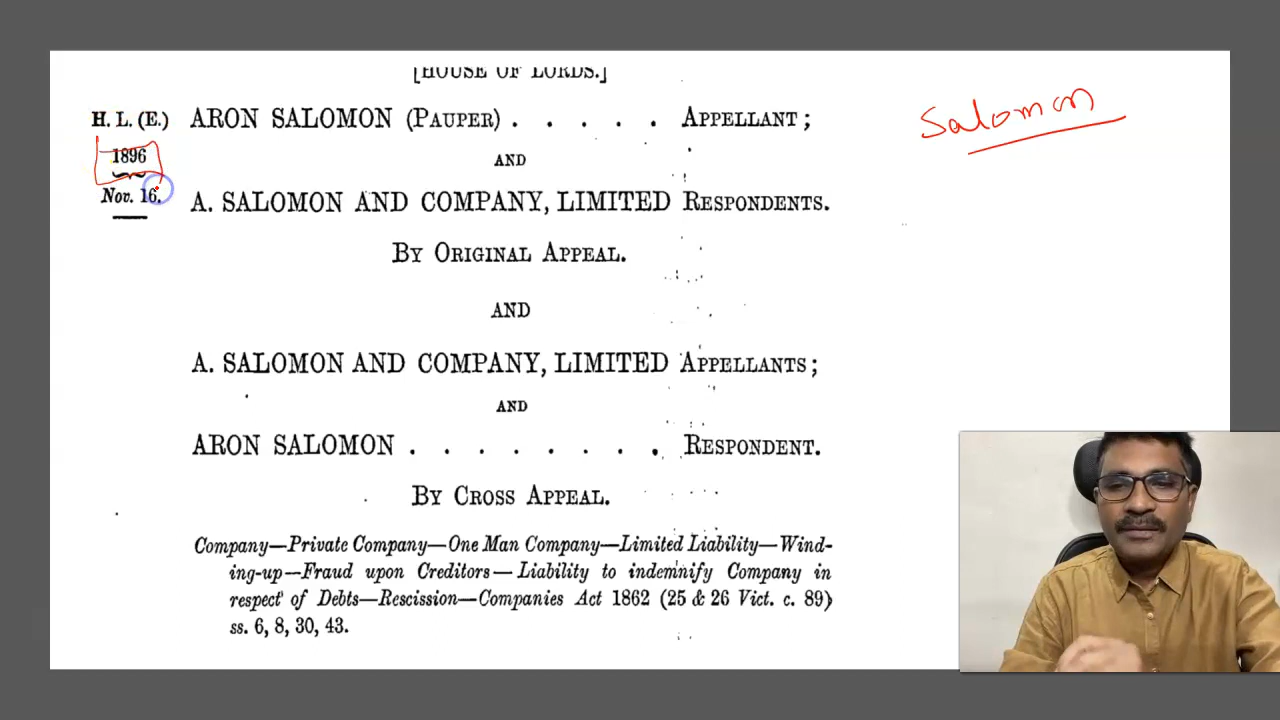 [HOUSE OF LORDS.]
H. L. (E.) ARON SALOMON (PAUPER) . . . . . APPELLANT;
Salomon
1896
AND
Nov. 16.
A. SALOMON AND COMPANY, LIMITED RESPONDENTS.
BY ORIGINAL APPEAL.
AND
A. SALOMON AND COMPANY, LIMITED APPELLANTS;
AND
ARON SALOMON . . . . . . . RESPONDENT.
BY CROSS APPEAL.
Company—Private Company—One Man Company—Limited Liability—Wind-
ing-up—Fraud upon Creditors—Liability to indemnify Company in
respect of Debts—Rescission—Companies Act 1862 (25 & 26 Vict. c. 89)
ss. 6, 8, 30, 43.